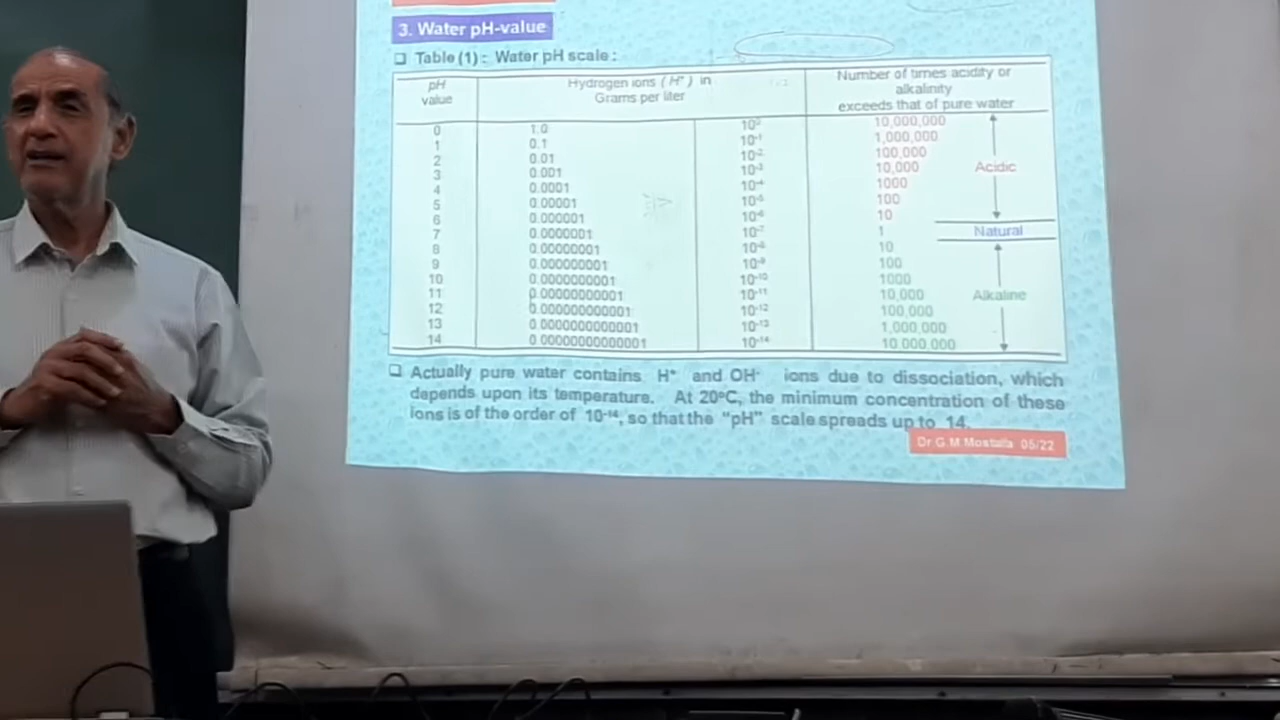 3. Water pH-value
❑ Table (1) : Water pH scale :
pH value
Hydrogen ions ( H⁺ ) in
Grams per liter
Number of times acidity or
alkalinity
exceeds that of pure water
0 1.0 10⁰ 10,000,000
1 0.1 10⁻¹ 1,000,000
2 0.01 10⁻² 100,000
3 0.001 10⁻³ 10,000 Acidic
4 0.0001 10⁻⁴ 1000
5 0.00001 10⁻⁵ 100
6 0.000001 10⁻⁶ 10
7 0.0000001 10⁻⁷ 1 Natural
8 0.00000001 10⁻⁸ 10
9 0.000000001 10⁻⁹ 100
10 0.0000000001 10⁻¹⁰ 1000
11 0.00000000001 10⁻¹¹ 10,000 Alkaline
12 0.000000000001 10⁻¹² 100,000
13 0.0000000000001 10⁻¹³ 1,000,000
14 0.00000000000001 10⁻¹⁴ 10,000,000
❑ Actually pure water contains H⁺ and OH⁻ ions due to dissociation, which
depends upon its temperature. At 20°C, the minimum concentration of these
ions is of the order of 10⁻¹⁴, so that the "pH" scale spreads up to 14.
Dr G.M Mostafa 05/22